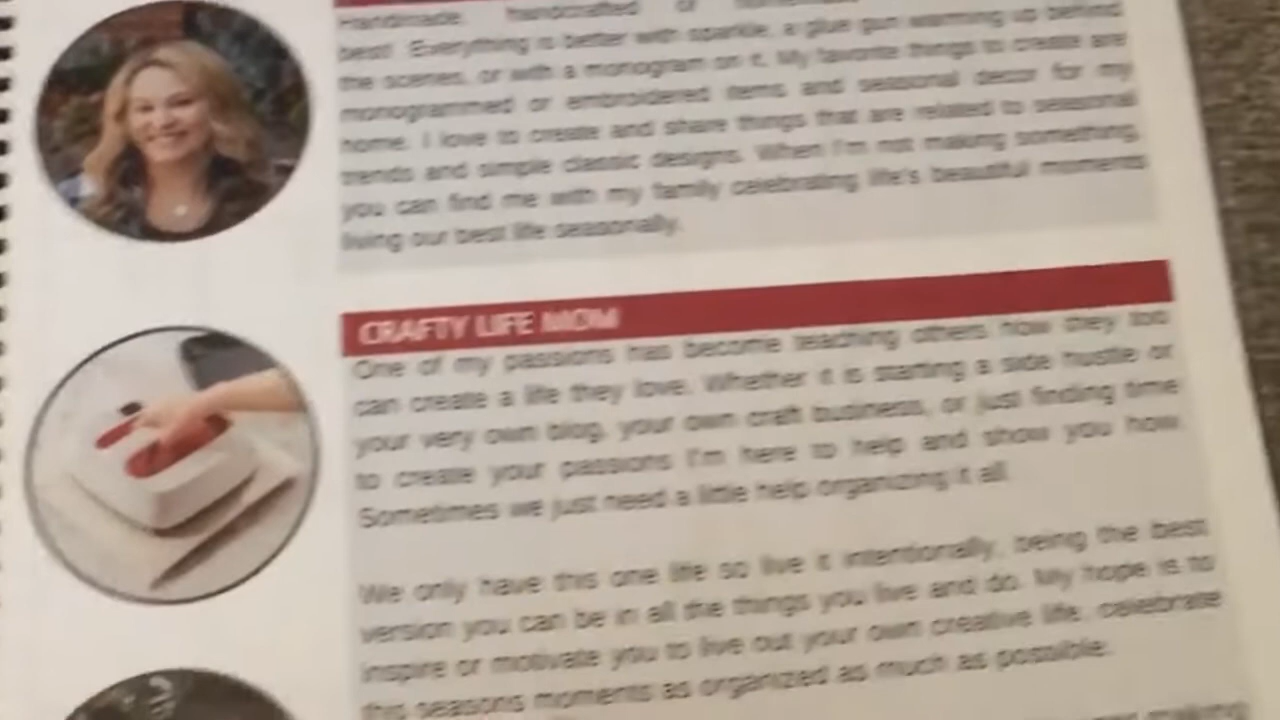 Handmade, handcrafted or
best! Everything is better with sparkle, a glue gun warming up behind
the scenes, or with a monogram on it. My favorite things to create are
monogrammed or embroidered items and seasonal decor for my
home. I love to create and share things that are related to seasonal
trends and simple classic designs. When I'm not making something,
you can find me with my family celebrating life's beautiful moments
living our best life seasonally.
CRAFTY LIFE MOM
One of my passions has become teaching others how they too
can create a life they love. Whether it is starting a side hustle or
your very own blog, your own craft business, or just finding time
to create your passions I'm here to help and show you how.
Sometimes we just need a little help organizing it all.
We only have this one life so live it intentionally, being the best
version you can be in all the things you live and do. My hope is to
inspire or motivate you to live out your own creative life, celebrate
this seasons moments as organized as much as possible.
making